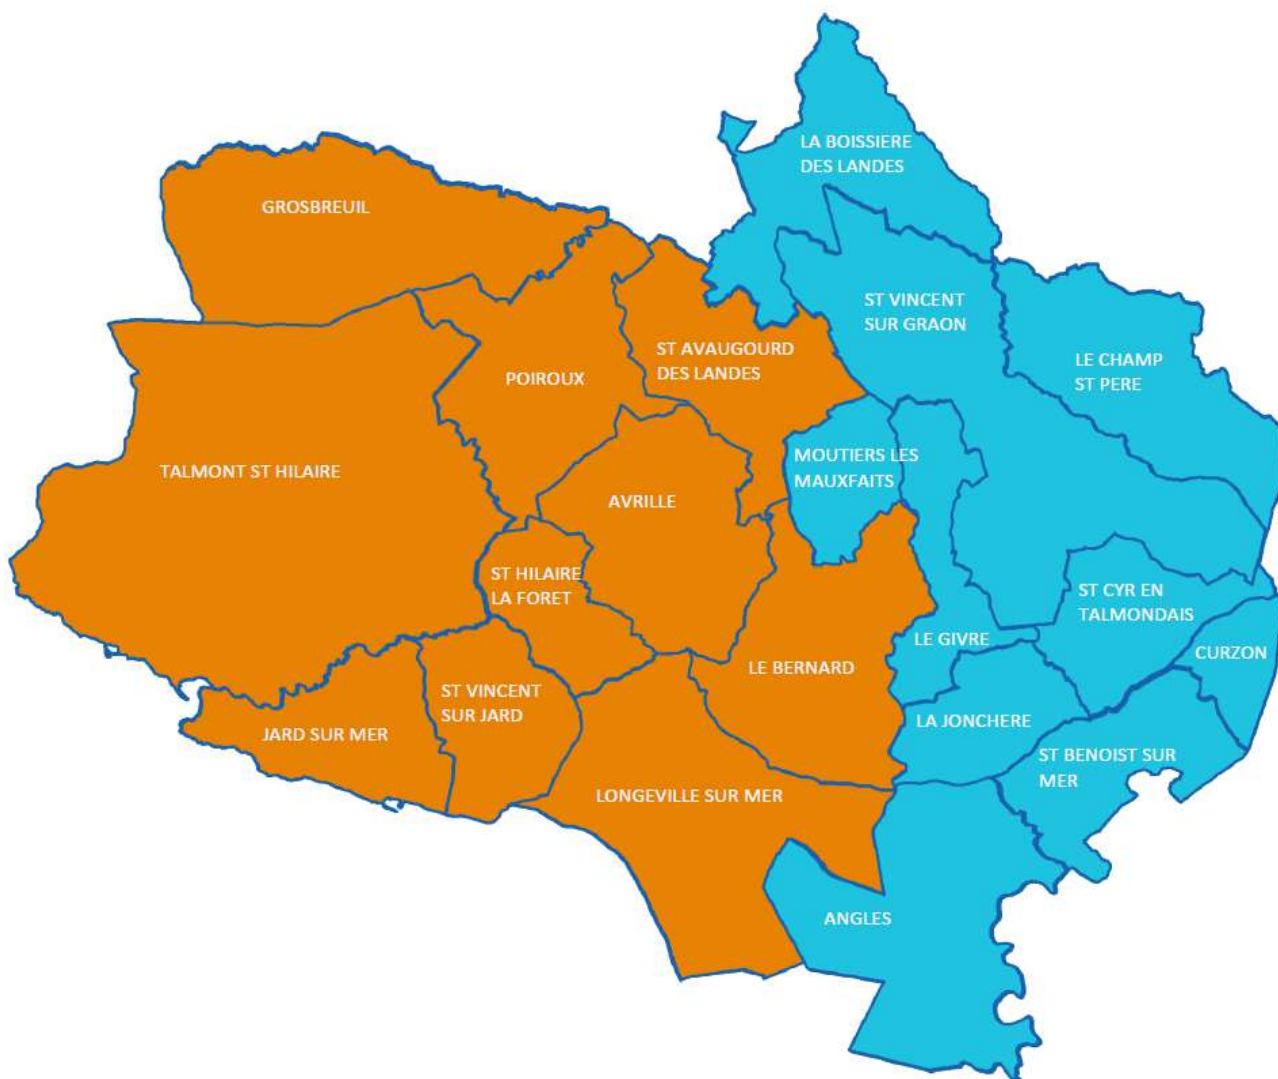 LA BOISSIERE
DES LANDES
GROSBREUIL
ST VINCENT
SUR GRAON
ST AVAUGOURD
DES LANDES
LE CHAMP
ST PERE
POIROUX
MOUTIERS LES
MAUXFAITS
TALMONT ST HILAIRE
AVRILLE
ST HILAIRE
LA FORET
ST CYR EN
TALMONDAIS
LE GIVRE
CURZON
LE BERNARD
ST VINCENT
SUR JARD
LA JONCHERE
JARD SUR MER
ST BENOIST SUR
MER
LONGEVILLE SUR MER
ANGLES